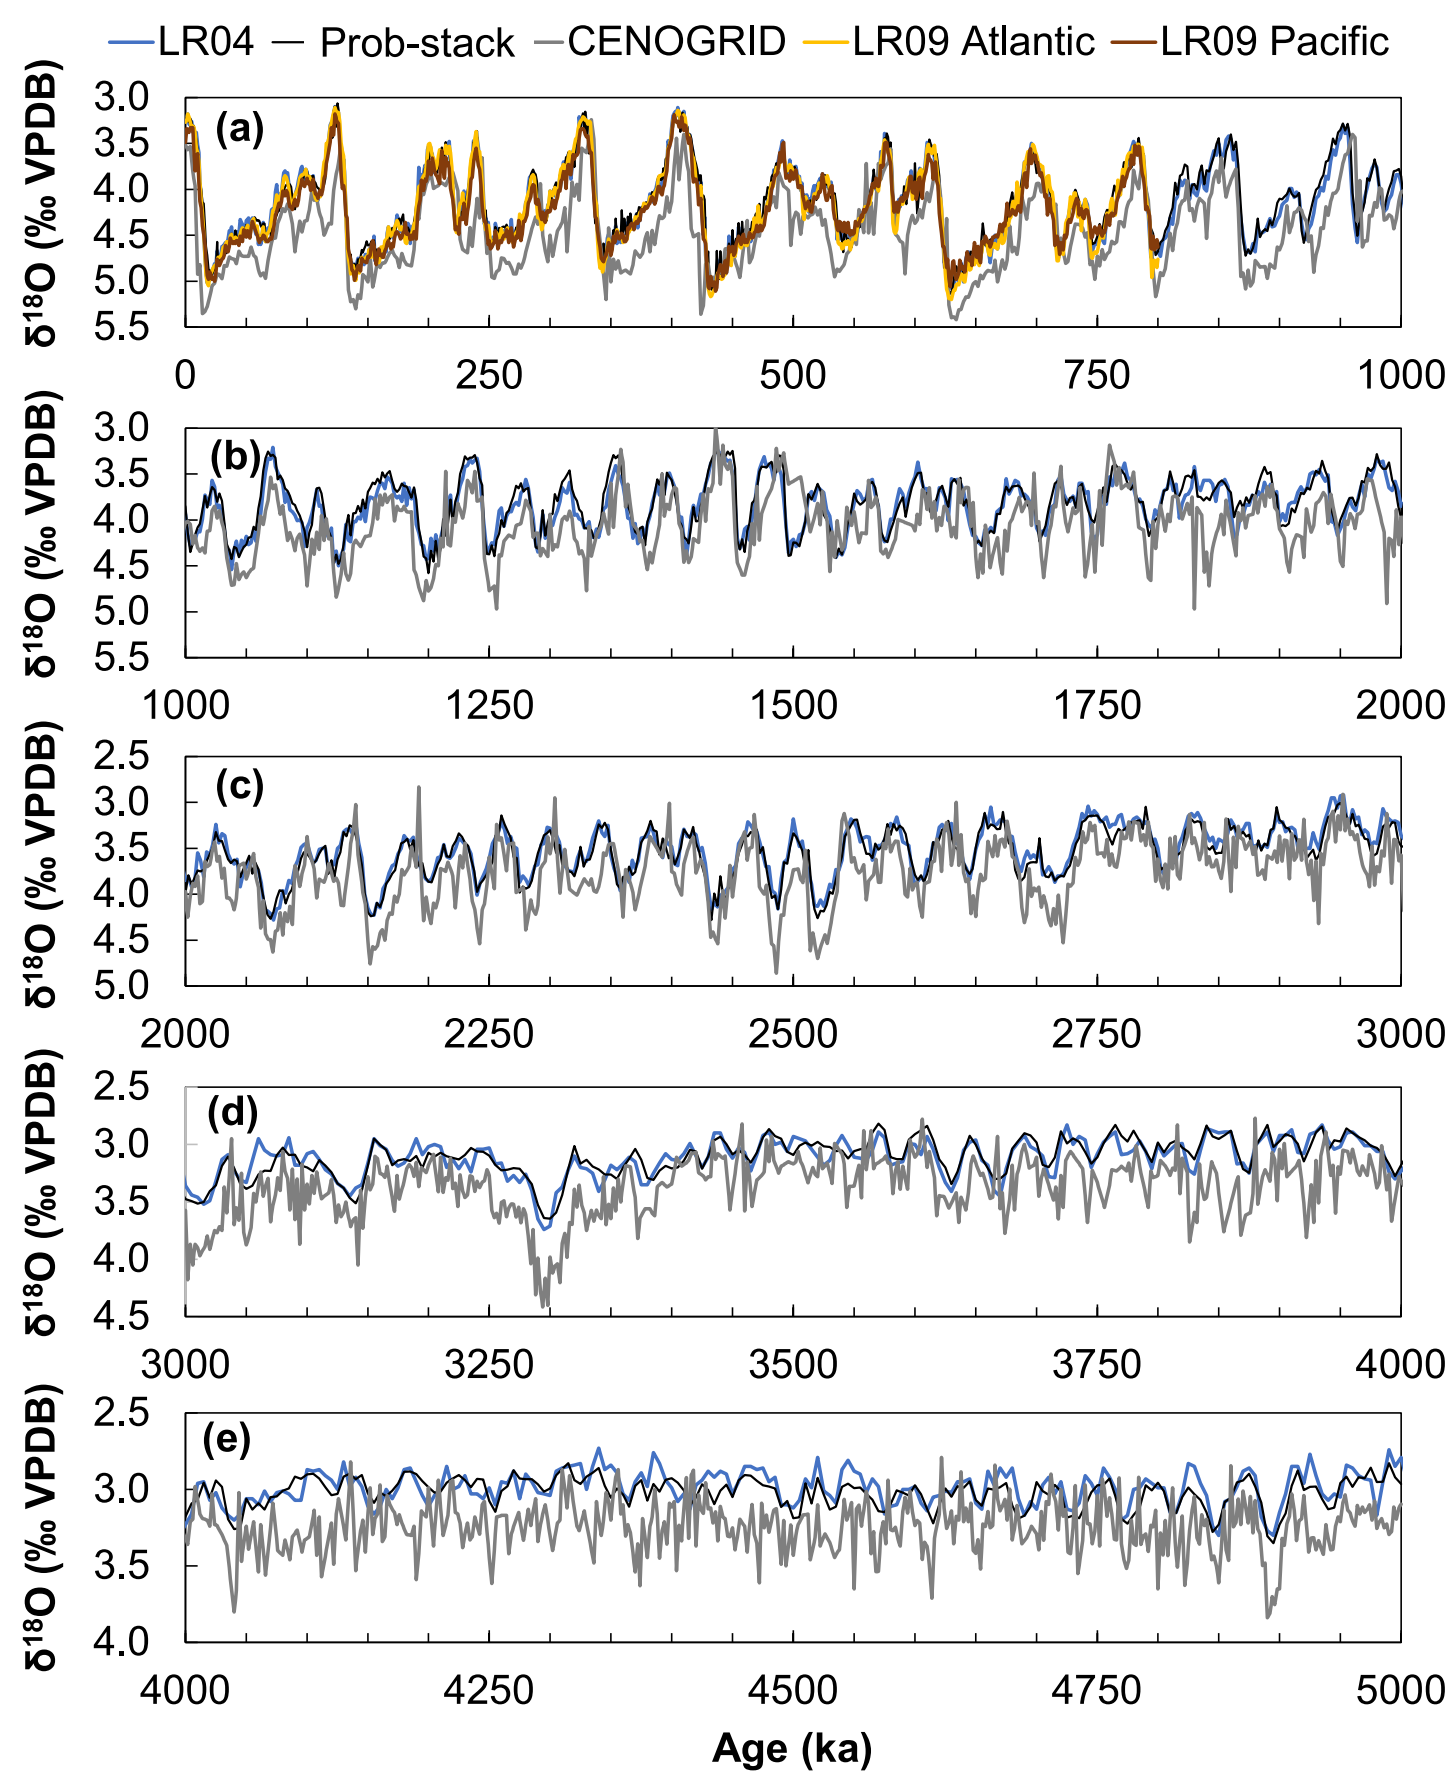 LR04 Prob-stack CENOGRID LR09 Atlantic LR09 Pacific
(a)
δ¹⁸O (‰ VPDB)
3.0
3.5
4.0
4.5
5.0
5.5
0 250 500 750 1000
(b)
δ¹⁸O (‰ VPDB)
3.0
3.5
4.0
4.5
5.0
5.5
1000 1250 1500 1750 2000
(c)
δ¹⁸O (‰ VPDB)
2.5
3.0
3.5
4.0
4.5
5.0
2000 2250 2500 2750 3000
(d)
δ¹⁸O (‰ VPDB)
2.5
3.0
3.5
4.0
4.5
3000 3250 3500 3750 4000
(e)
δ¹⁸O (‰ VPDB)
2.5
3.0
3.5
4.0
4000 4250 4500 4750 5000
Age (ka)